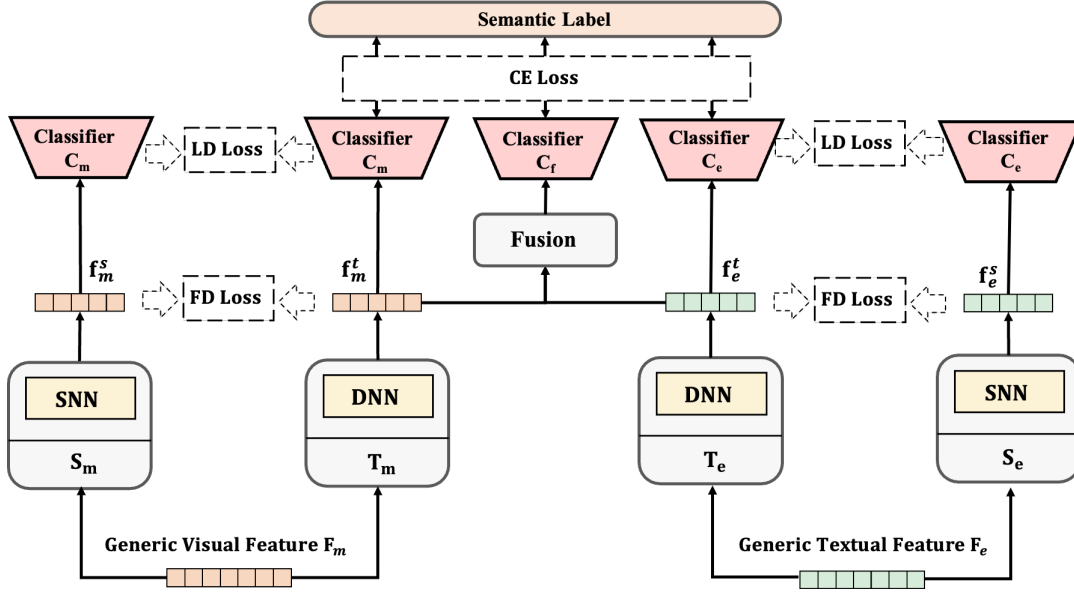 Semantic Label
CE Loss
Classifier
C_m
LD Loss
Classifier
C_m
Classifier
C_f
Classifier
C_e
LD Loss
Classifier
C_e
Fusion
f_m^s
f_m^t
f_e^t
f_e^s
FD Loss
FD Loss
SNN
S_m
DNN
T_m
DNN
T_e
SNN
S_e
Generic Visual Feature F_m
Generic Textual Feature F_e